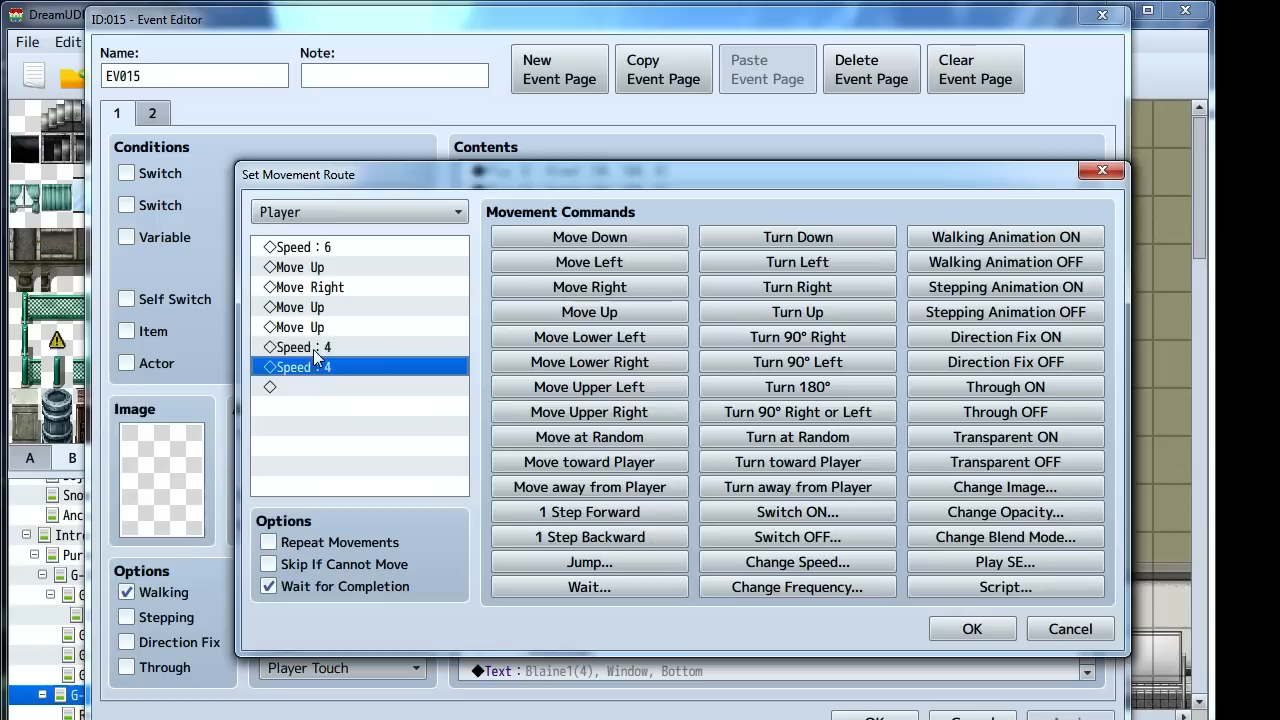 DreamUD
ID:015 - Event Editor
File Edit
Name:
Note:
EV015
New Event Page
Copy Event Page
Paste Event Page
Delete Event Page
Clear Event Page
1 2
Conditions
Contents
Switch
Switch
Variable
Self Switch
Item
Actor
Image
Options
Walking
Stepping
Direction Fix
Through
A B
Sno
Anc
Intro
Pur
G-
G
G
G
G
G-
Set Movement Route
Player
◇Speed : 6
◇Move Up
◇Move Right
◇Move Up
◇Move Up
◇Speed : 4
◇Speed : 4
◇
Options
Repeat Movements
Skip If Cannot Move
Wait for Completion
Movement Commands
Move Down Turn Down Walking Animation ON
Move Left Turn Left Walking Animation OFF
Move Right Turn Right Stepping Animation ON
Move Up Turn Up Stepping Animation OFF
Move Lower Left Turn 90° Right Direction Fix ON
Move Lower Right Turn 90° Left Direction Fix OFF
Move Upper Left Turn 180° Through ON
Move Upper Right Turn 90° Right or Left Through OFF
Move at Random Turn at Random Transparent ON
Move toward Player Turn toward Player Transparent OFF
Move away from Player Turn away from Player Change Image...
1 Step Forward Switch ON... Change Opacity...
1 Step Backward Switch OFF... Change Blend Mode...
Jump... Change Speed... Play SE...
Wait... Change Frequency... Script...
OK Cancel
Player Touch
◆Text : Blaine1(4), Window, Bottom